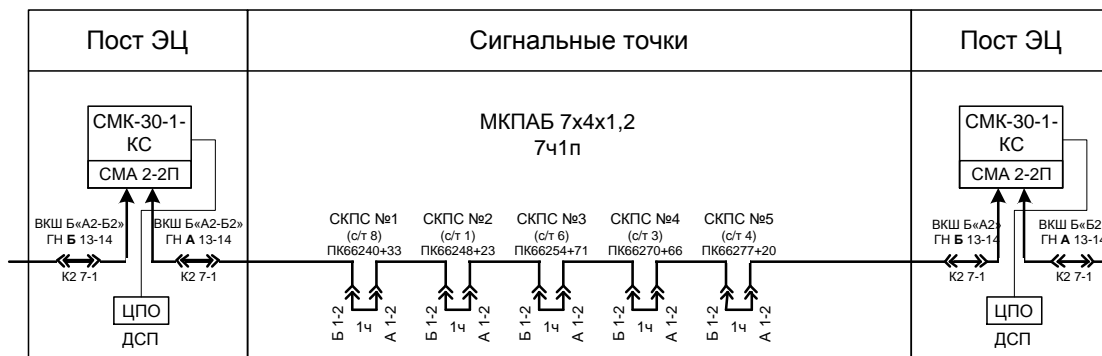 Пост ЭЦ
Сигнальные точки
Пост ЭЦ
СМК-30-1-
КС
СМА 2-2П
ВКШ Б«А2-Б2»
ГН Б 13-14
К2 7-1
ВКШ Б«А2-Б2»
ГН А 13-14
К2 7-1
ЦПО
ДСП
МКПАБ 7х4х1,2
7ч1п
СКПС №1
(с/т 8)
ПК66240+33
Б 1-2
1ч
А 1-2
СКПС №2
(с/т 1)
ПК66248+23
Б 1-2
1ч
А 1-2
СКПС №3
(с/т 6)
ПК66254+71
Б 1-2
1ч
А 1-2
СКПС №4
(с/т 3)
ПК66270+66
Б 1-2
1ч
А 1-2
СКПС №5
(с/т 4)
ПК66277+20
Б 1-2
1ч
А 1-2
СМК-30-1-
КС
СМА 2-2П
ВКШ Б«А2»
ГН Б 13-14
К2 7-1
ВКШ Б«Б2
ГН А 13-14
К2 7-1
ЦПО
ДСП